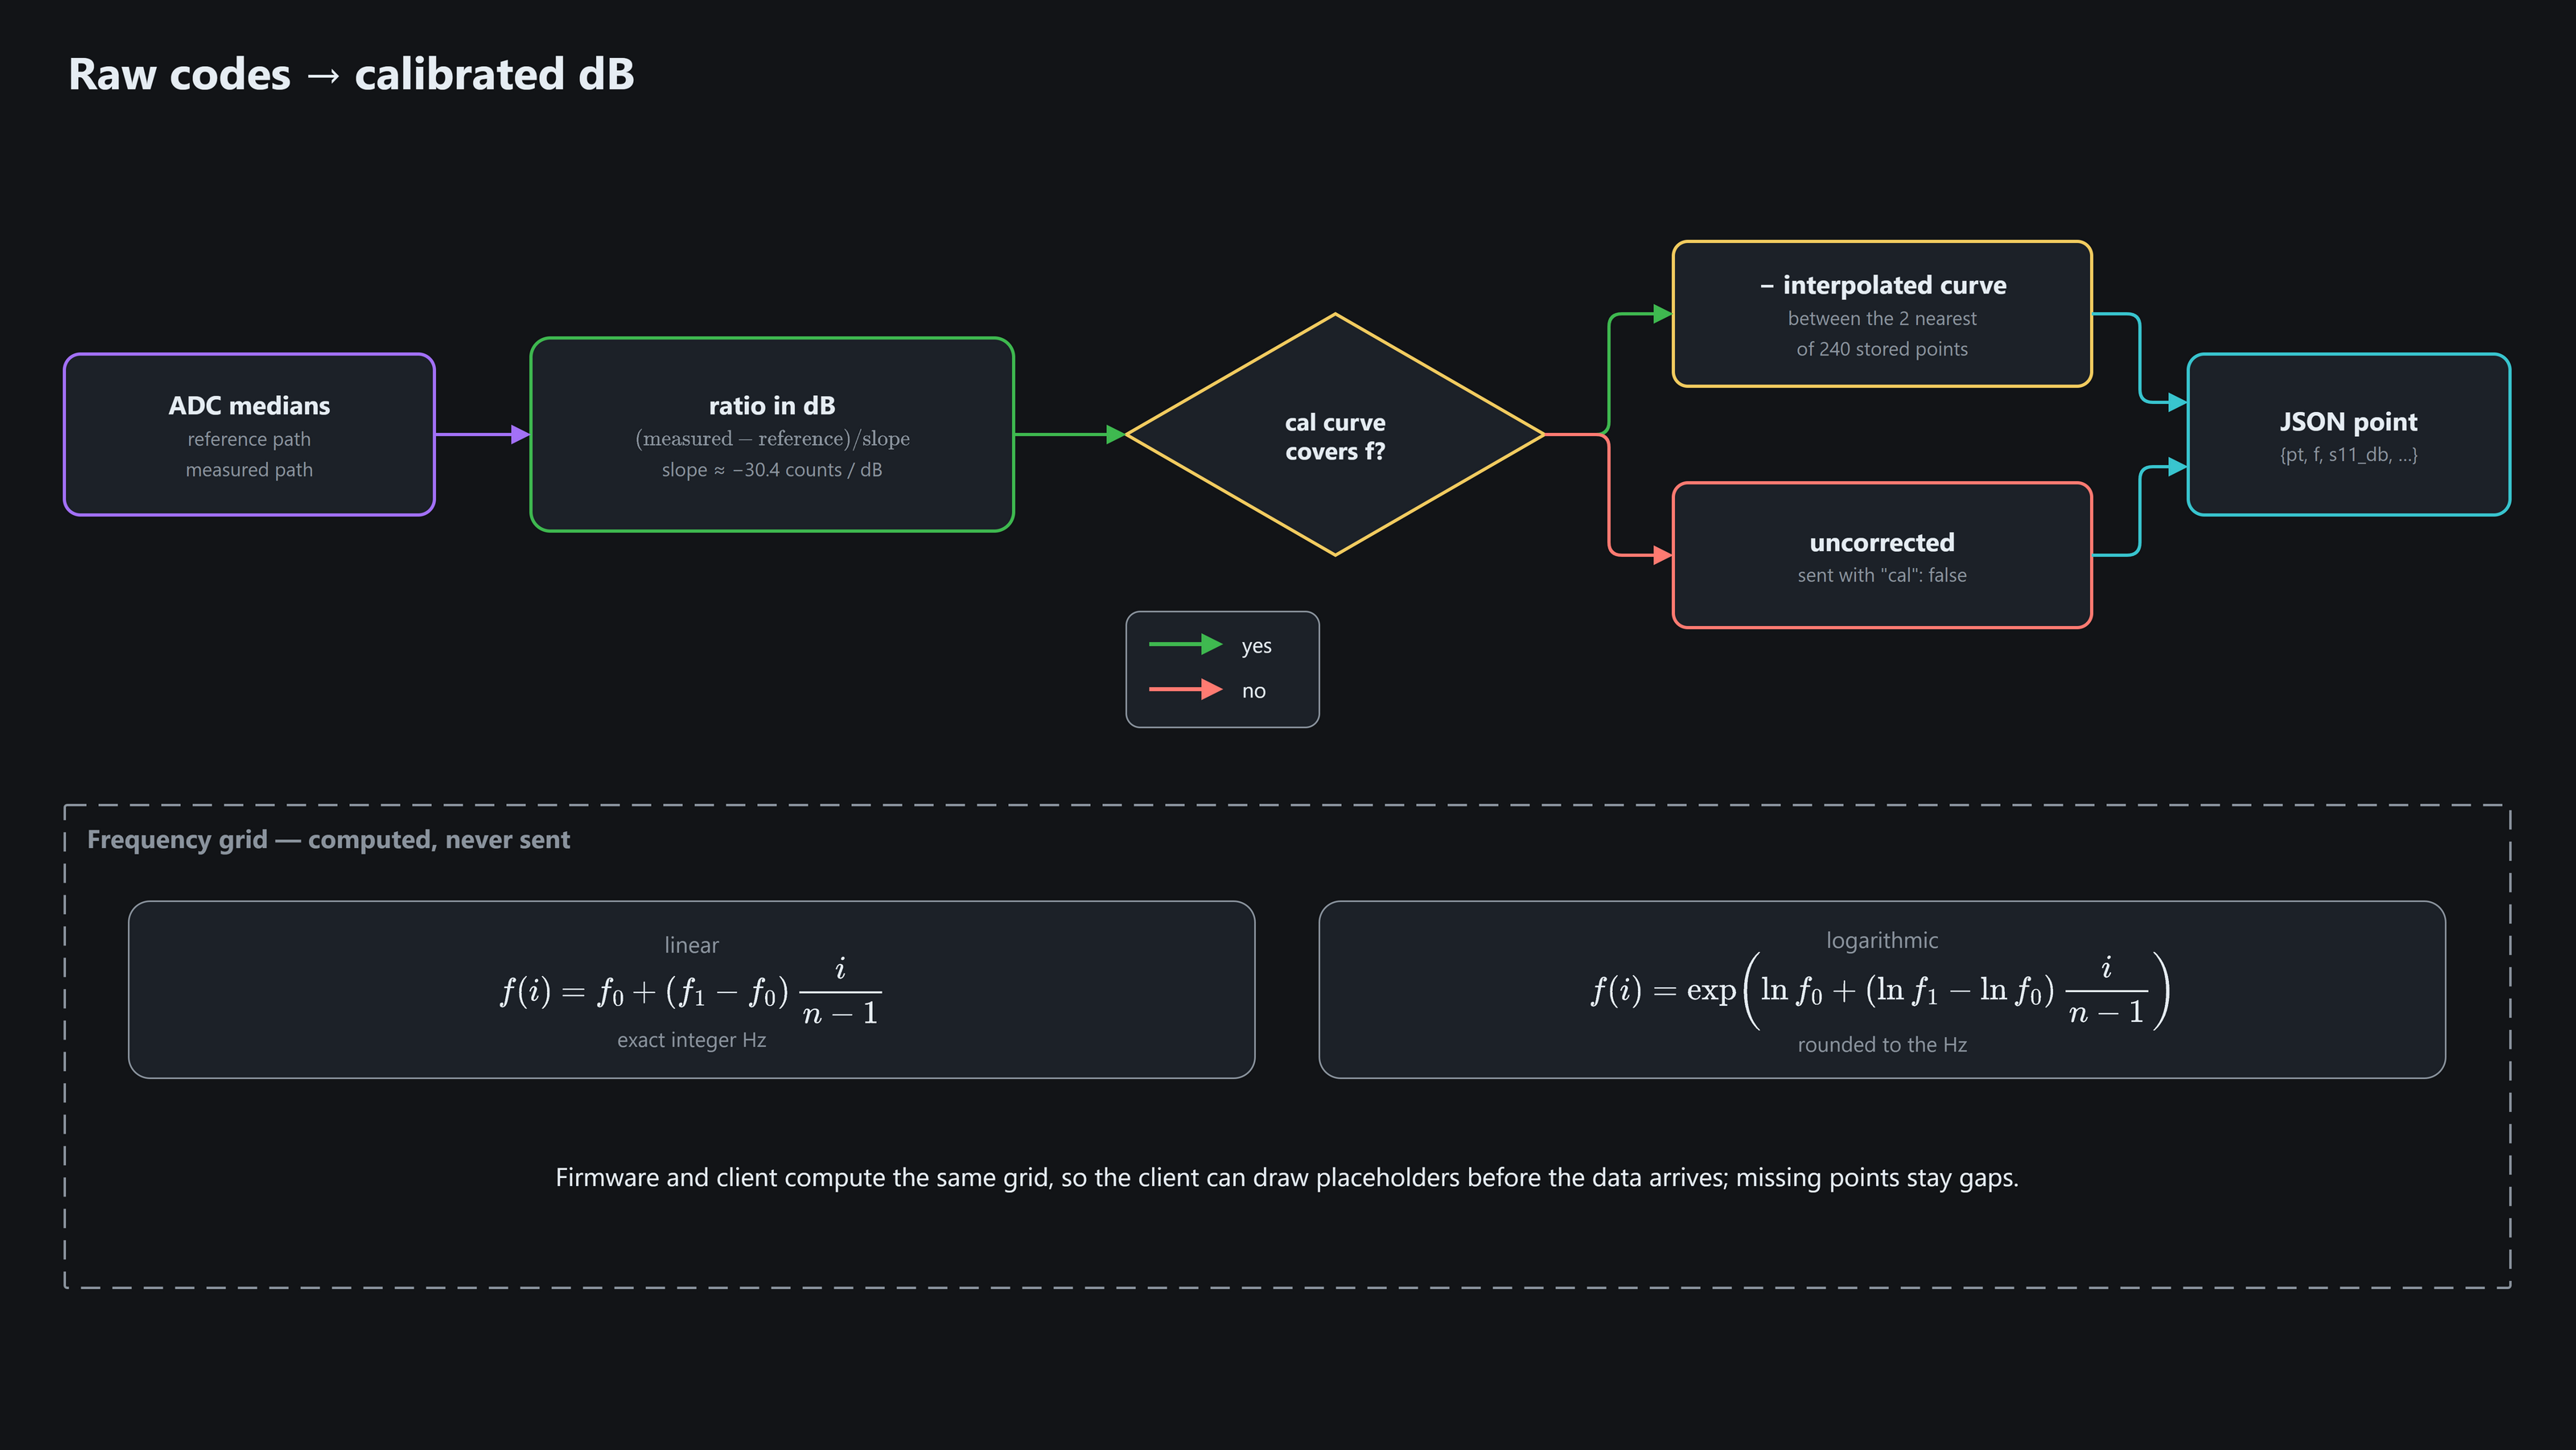 Raw codes → calibrated dB
ADC medians
reference path
measured path
ratio in dB
(measured − reference)/slope
slope ≈ −30.4 counts / dB
cal curve
covers f?
− interpolated curve
between the 2 nearest
of 240 stored points
uncorrected
sent with "cal": false
JSON point
{pt, f, s11_db, ...}
yes
no
Frequency grid — computed, never sent
linear
f(i) = f₀ + (f₁ − f₀) i/(n − 1)
exact integer Hz
logarithmic
f(i) = exp(ln f₀ + (ln f₁ − ln f₀) i/(n − 1))
rounded to the Hz
Firmware and client compute the same grid, so the client can draw placeholders before the data arrives; missing points stay gaps.